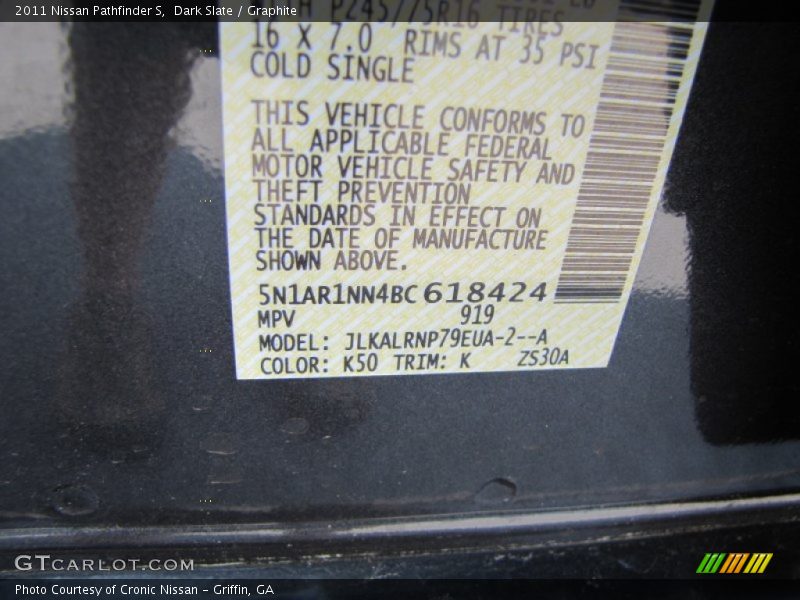 2011 Nissan Pathfinder S, Dark Slate / Graphite
P245/75R16 TIRES
16 X 7.0 RIMS AT 35 PSI
COLD SINGLE
THIS VEHICLE CONFORMS TO
ALL APPLICABLE FEDERAL
MOTOR VEHICLE SAFETY AND
THEFT PREVENTION
STANDARDS IN EFFECT ON
THE DATE OF MANUFACTURE
SHOWN ABOVE.
5N1AR1NN4BC618424
MPV 919
MODEL: JLKALRNP79EUA-2--A
COLOR: K50 TRIM: K ZS30A
GTCARLOT.COM
Photo Courtesy of Cronic Nissan - Griffin, GA